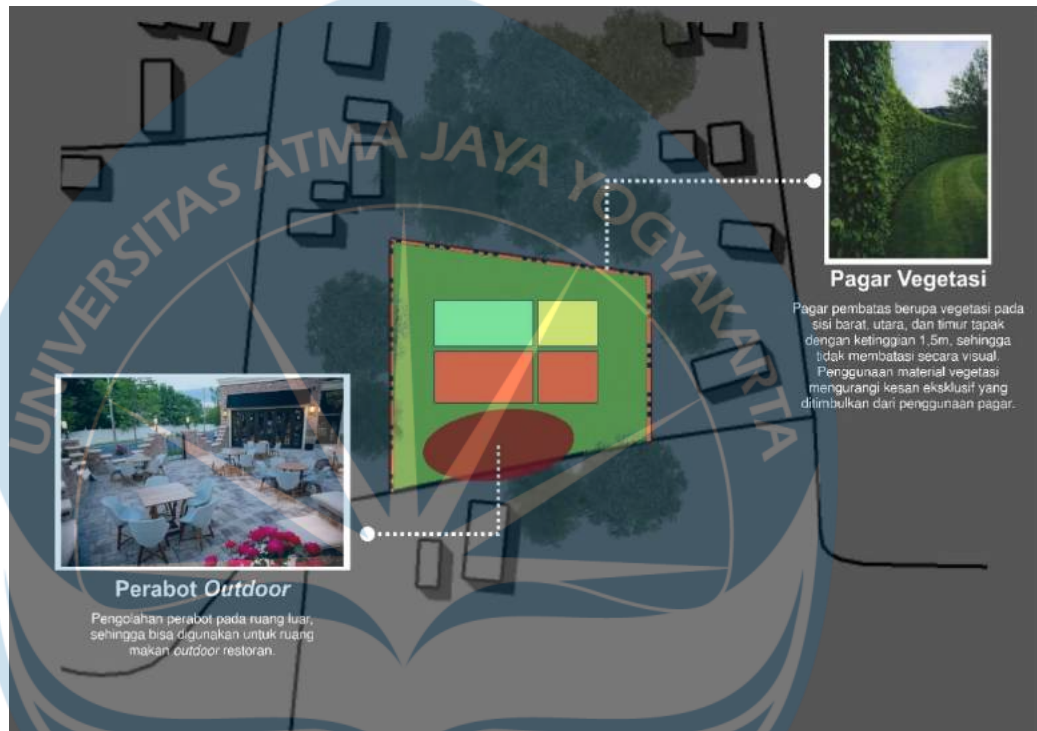 UNIVERSITAS ATMA JAYA YOGYAKARTA
Pagar Vegetasi
Pagar pembatas berupa vegetasi pada
sisi barat, utara, dan timur tapak
dengan ketinggian 1,5m, sehingga
tidak membatasi secara visual.
Penggunaan material vegetasi
mengurangi kesan eksklusif yang
ditimbulkan dari penggunaan pagar.
Perabot Outdoor
Pengolahan perabot pada ruang luar,
sehingga bisa digunakan untuk ruang
makan outdoor restoran.